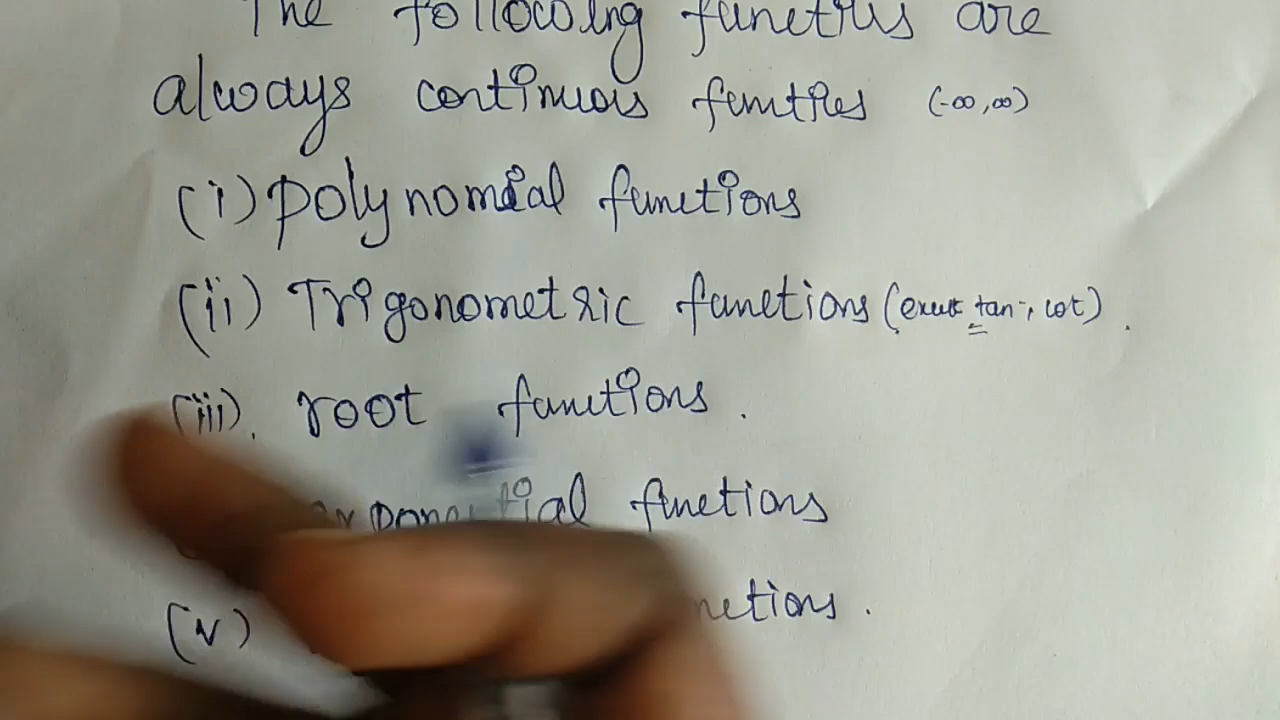 The following functions are
always continuous functions (-∞,∞)
(i) polynomial functions
(ii) Trigonometric functions (except tan, cot).
(iii). root functions.
exponential functions
(v) functions.